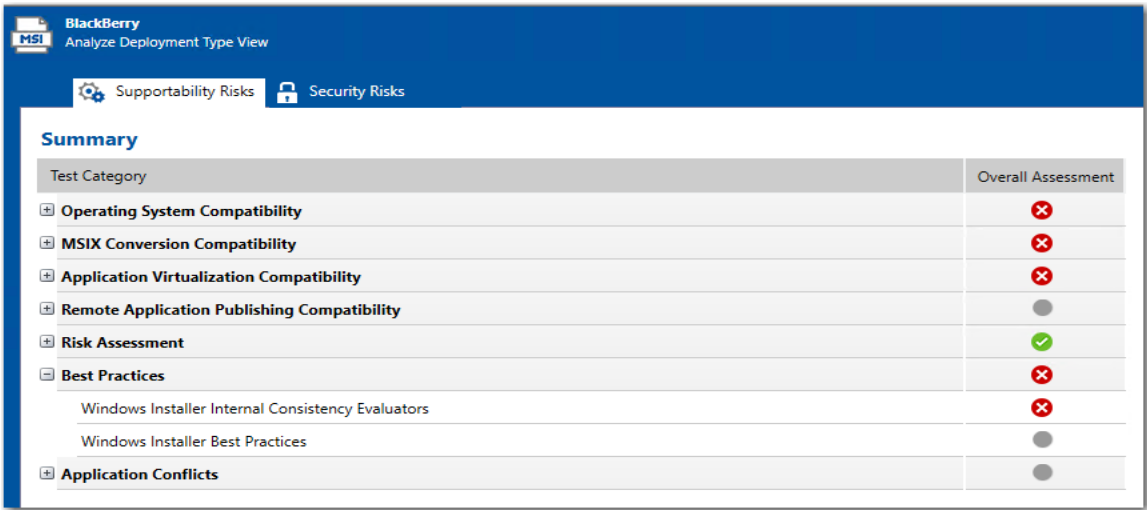 BlackBerry
MSI
Analyze Deployment Type View
Supportability Risks
Security Risks
Summary
Test Category
Overall Assessment
Operating System Compatibility
MSIX Conversion Compatibility
Application Virtualization Compatibility
Remote Application Publishing Compatibility
Risk Assessment
Best Practices
Windows Installer Internal Consistency Evaluators
Windows Installer Best Practices
Application Conflicts